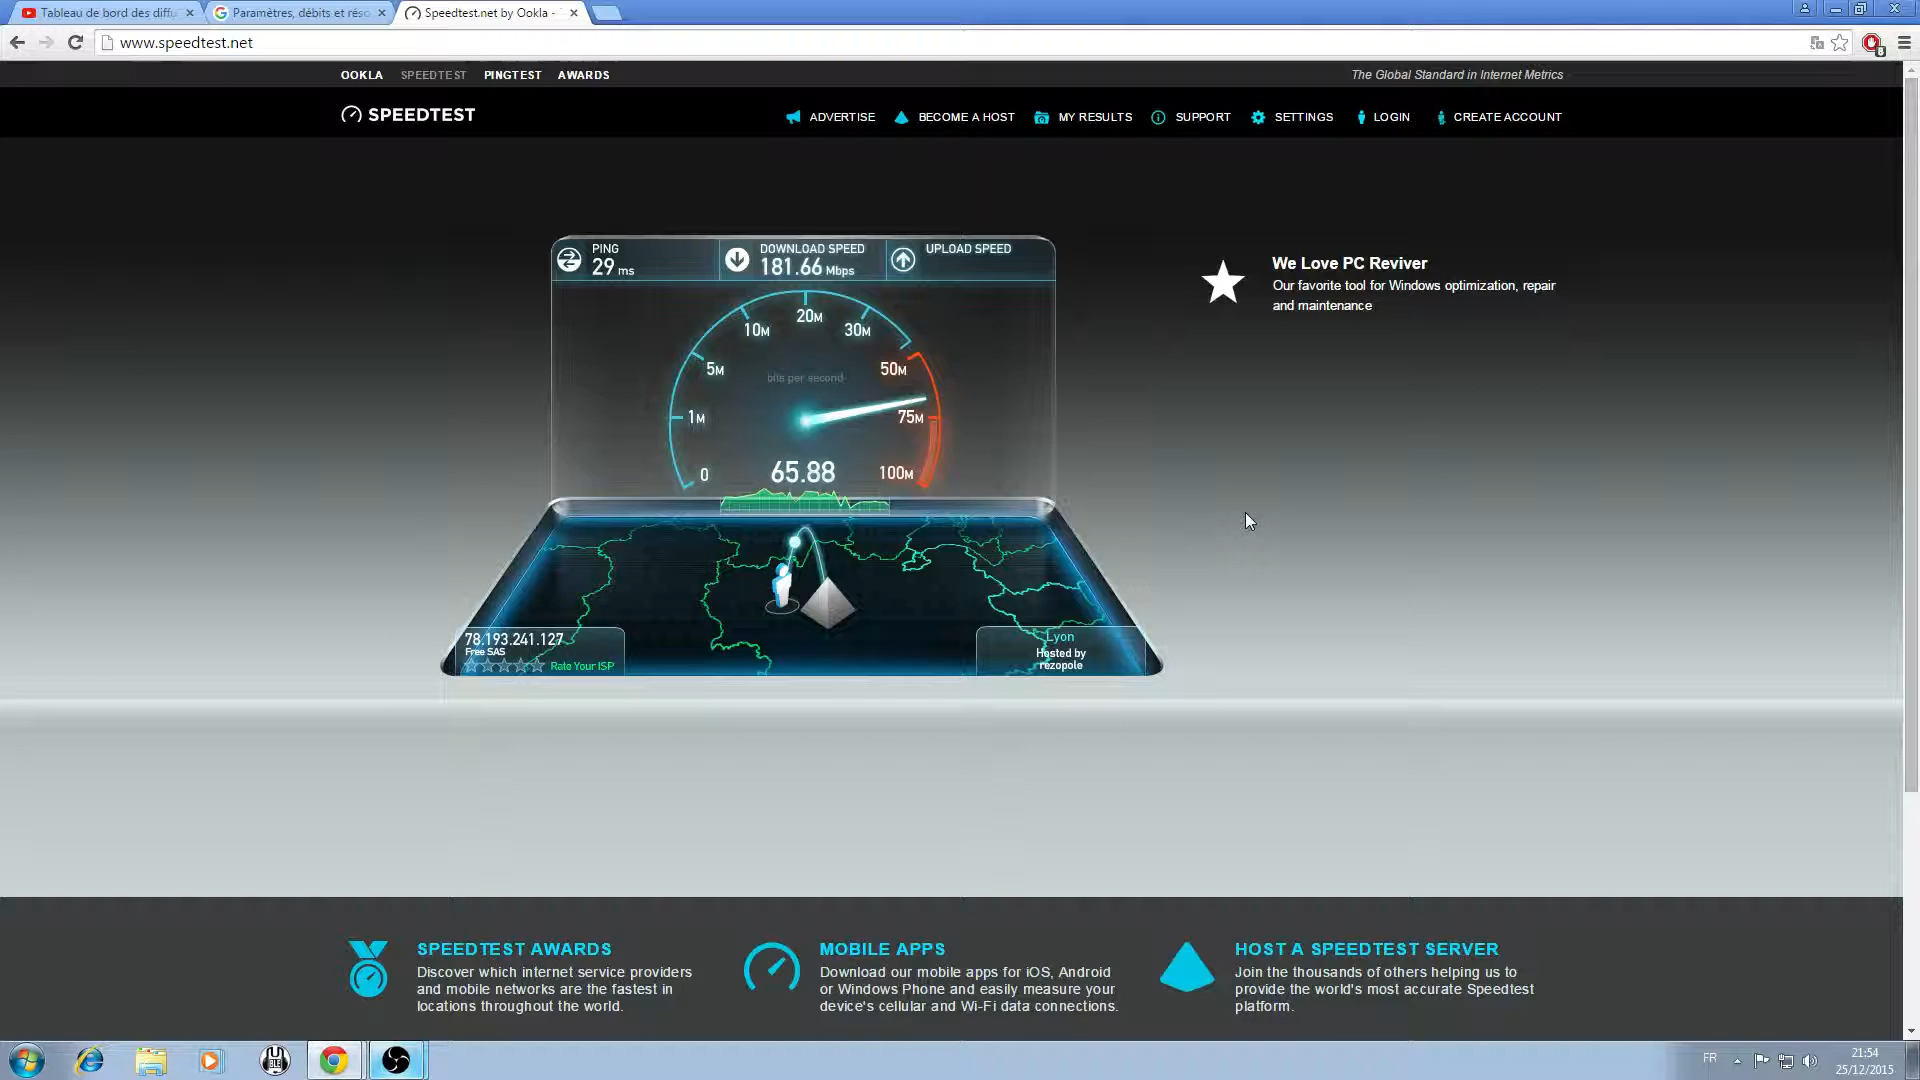 Tableau de bord des diffu
Paramètres, débits et réso
Speedtest.net by Ookla -
www.speedtest.net
8
OOKLA SPEEDTEST PINGTEST AWARDS
The Global Standard in Internet Metrics
SPEEDTEST
ADVERTISE BECOME A HOST MY RESULTS SUPPORT SETTINGS LOGIN CREATE ACCOUNT
PING
29 ms
DOWNLOAD SPEED
181.66 Mbps
UPLOAD SPEED
We Love PC Reviver
Our favorite tool for Windows optimization, repair
and maintenance
20M
10M
30M
5M
50M
bits per second
1M
75M
0
65.88
100M
78.193.241.127
Free SAS
Rate Your ISP
Lyon
Hosted by
rezopole
SPEEDTEST AWARDS
Discover which internet service providers
and mobile networks are the fastest in
locations throughout the world.
MOBILE APPS
Download our mobile apps for iOS, Android
or Windows Phone and easily measure your
device's cellular and Wi-Fi data connections.
HOST A SPEEDTEST SERVER
Join the thousands of others helping us to
provide the world's most accurate Speedtest
platform.
FR
21:54
25/12/2015